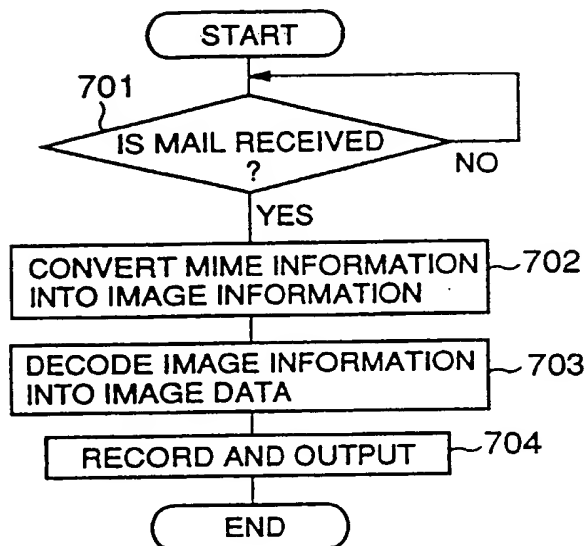 START
701
IS MAIL RECEIVED
?
NO
YES
CONVERT MIME INFORMATION
INTO IMAGE INFORMATION
702
DECODE IMAGE INFORMATION
INTO IMAGE DATA
703
RECORD AND OUTPUT
704
END